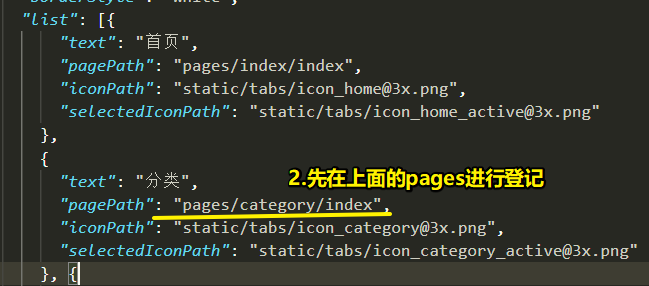 "list": [{
"text": "首页",
"pagePath": "pages/index/index",
"iconPath": "static/tabs/icon_home@3x.png",
"selectedIconPath": "static/tabs/icon_home_active@3x.png"
},
{
"text": "分类",
2.先在上面的pages进行登记
"pagePath": "pages/category/index",
"iconPath": "static/tabs/icon_category@3x.png",
"selectedIconPath": "static/tabs/icon_category_active@3x.png"
}, {